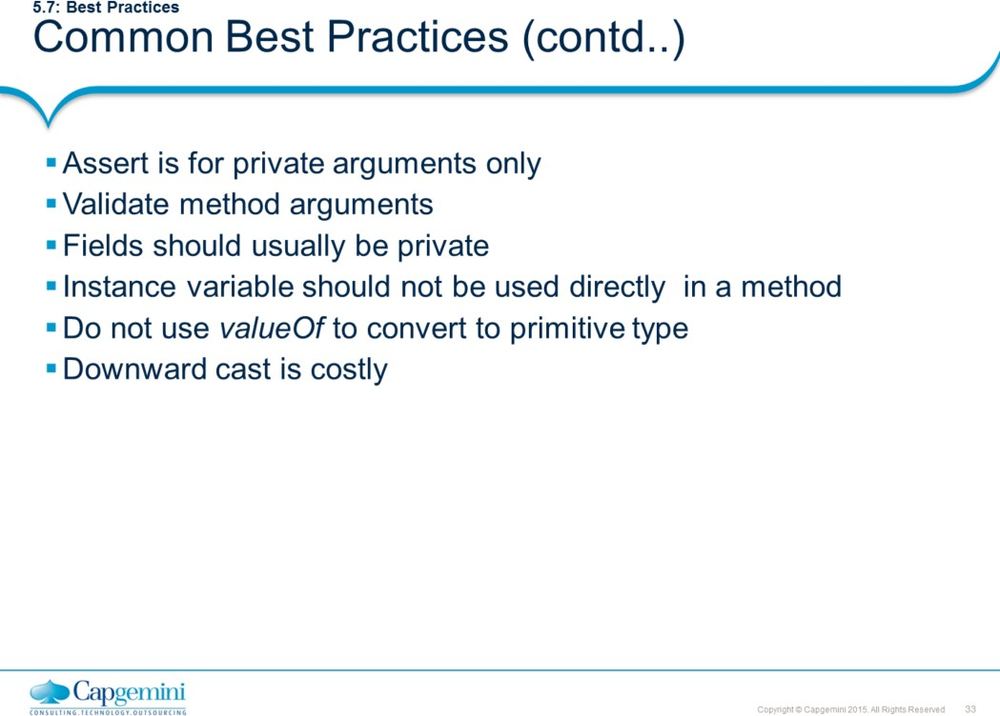 5.7: Best Practices
Common Best Practices (contd..)
Assert is for private arguments only
Validate method arguments
Fields should usually be private
Instance variable should not be used directly  in a method
Do not use valueOf to convert to primitive type
Downward cast is costly
Capgemini
CONSULTING.TECHNOLOGY.OUTSOURCING
Copyright © Capgemini 2015. All Rights Reserved 33